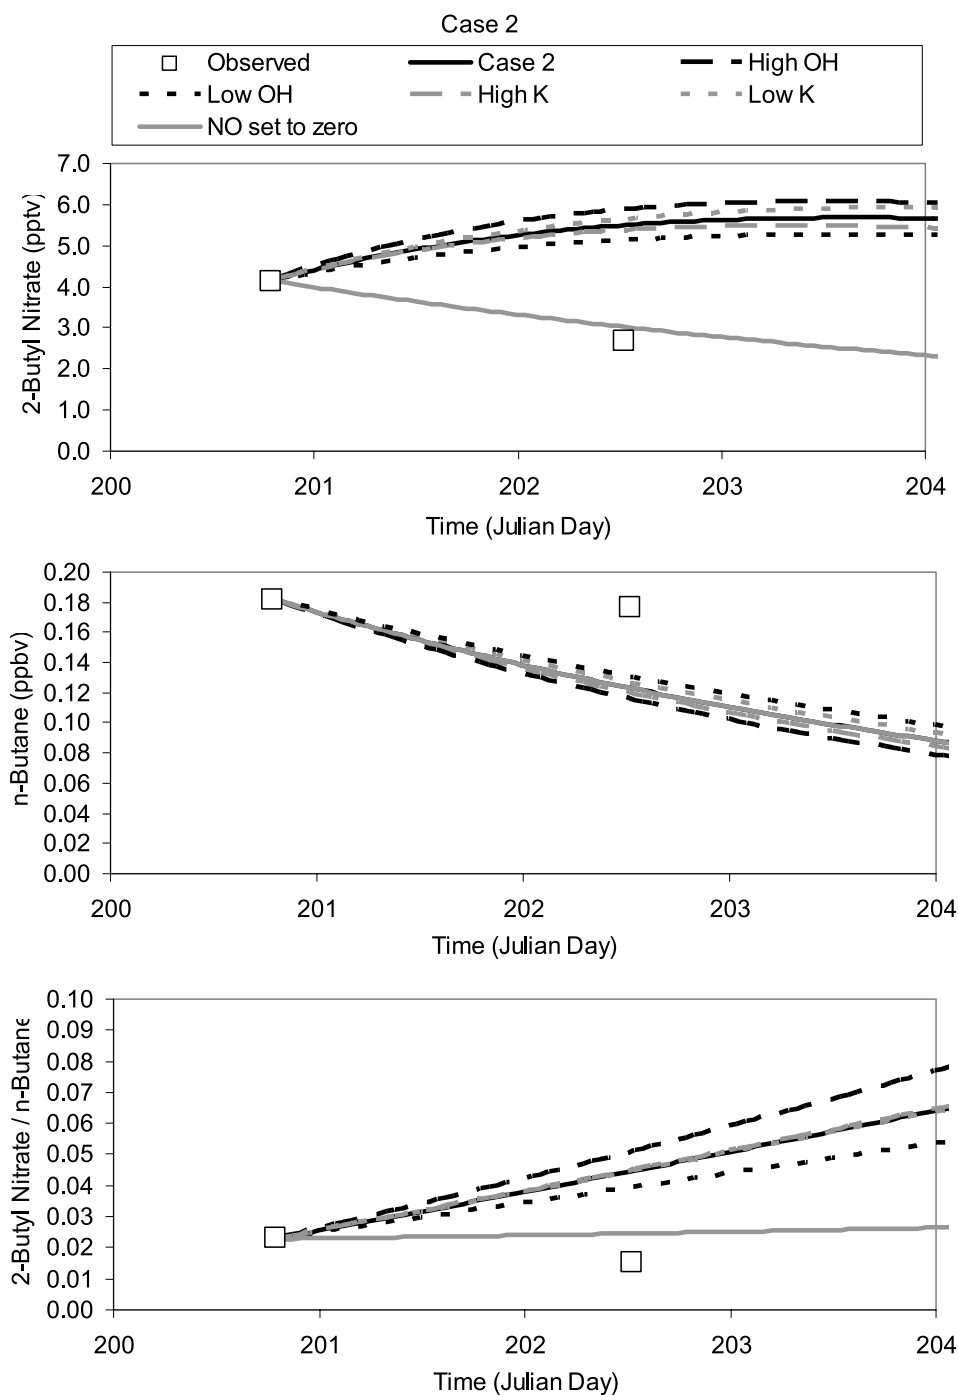 Case 2
Observed Case 2 High OH
Low OH High K Low K
NO set to zero
2-Butyl Nitrate (pptv)
7.0
6.0
5.0
4.0
3.0
2.0
1.0
0.0
200 201 202 203 204
Time (Julian Day)
n-Butane (ppbv)
0.20
0.18
0.16
0.14
0.12
0.10
0.08
0.06
0.04
0.02
0.00
200 201 202 203 204
Time (Julian Day)
2-Butyl Nitrate / n-Butane
0.10
0.09
0.08
0.07
0.06
0.05
0.04
0.03
0.02
0.01
0.00
200 201 202 203 204
Time (Julian Day)